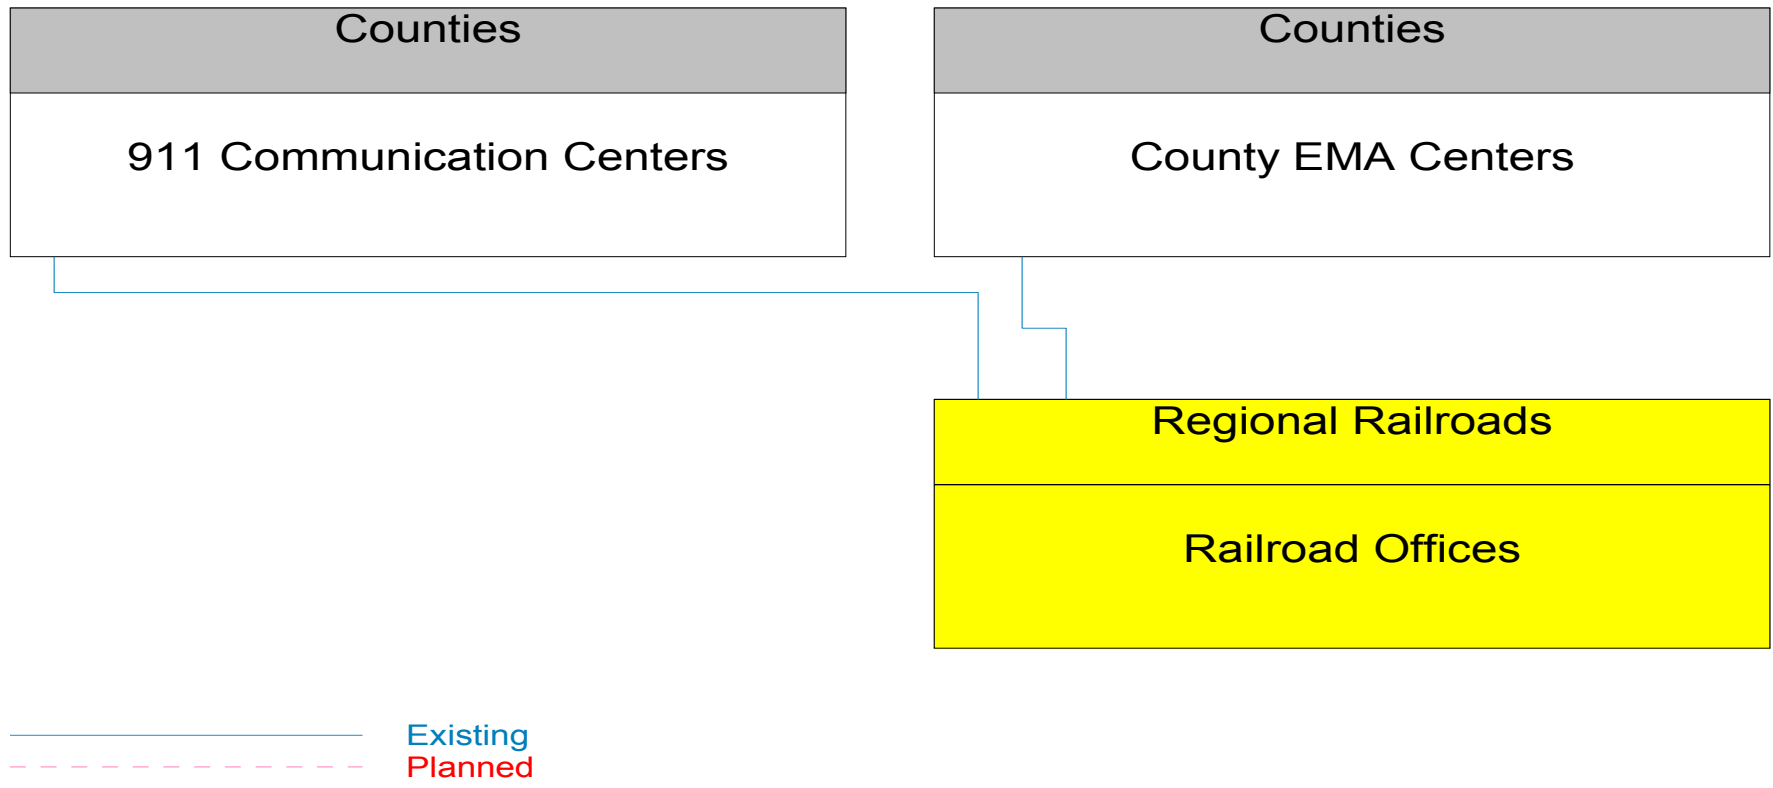 Counties
911 Communication Centers
Counties
County EMA Centers
Regional Railroads
Railroad Offices
Existing
Planned